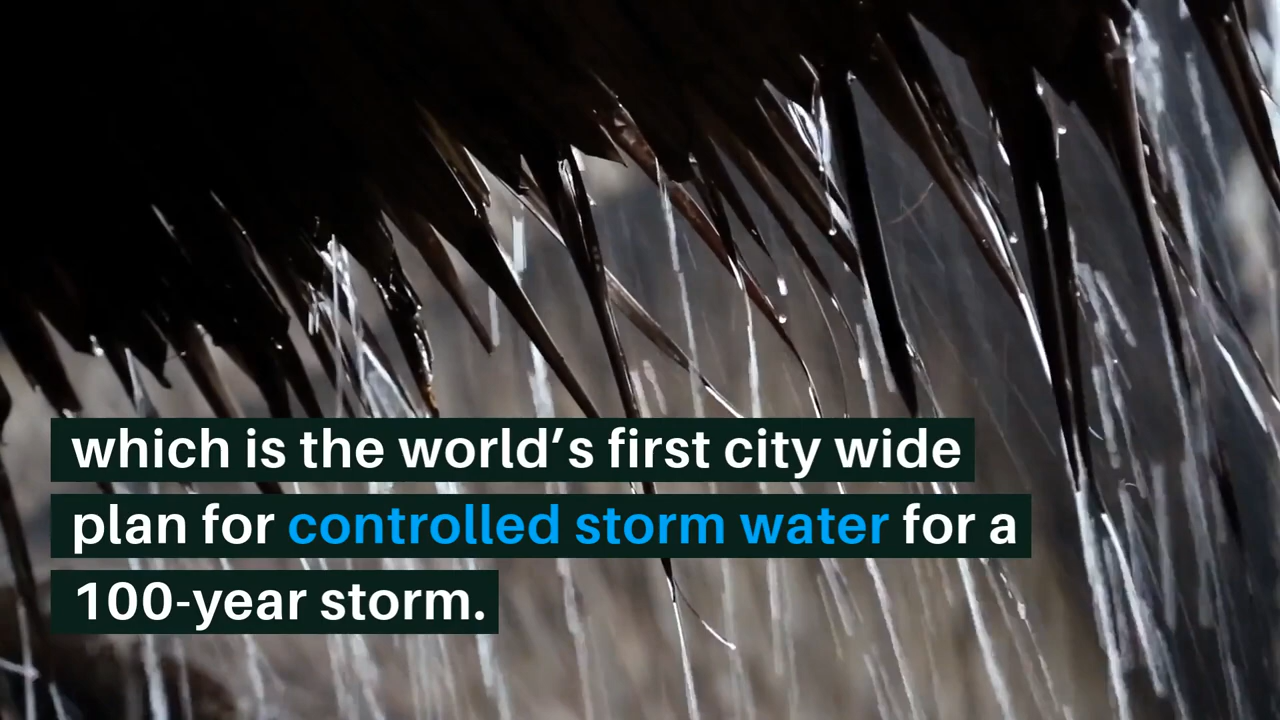 which is the world’s first city wide
plan for controlled storm water for a
100-year storm.